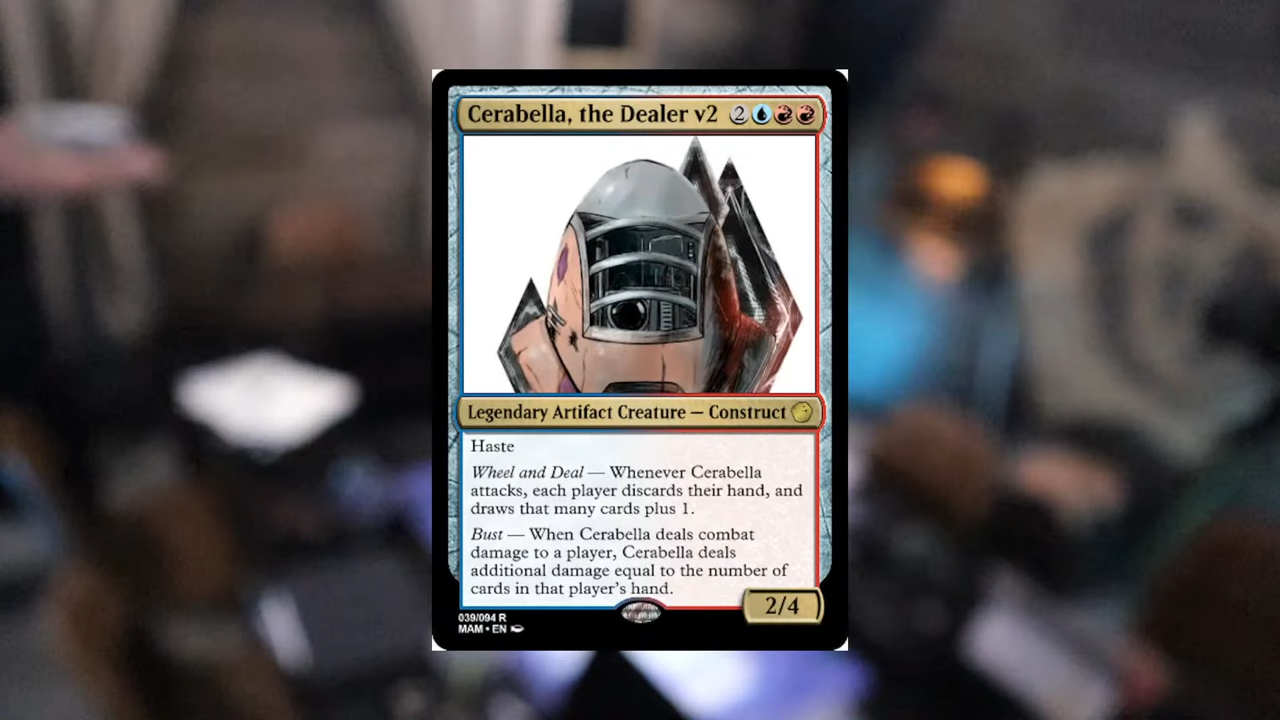 Cerabella, the Dealer v2 2
Legendary Artifact Creature — Construct
Haste
Wheel and Deal — Whenever Cerabella
attacks, each player discards their hand, and
draws that many cards plus 1.
Bust — When Cerabella deals combat
damage to a player, Cerabella deals
additional damage equal to the number of
cards in that player's hand.
2/4
039/094 R
MAM • EN